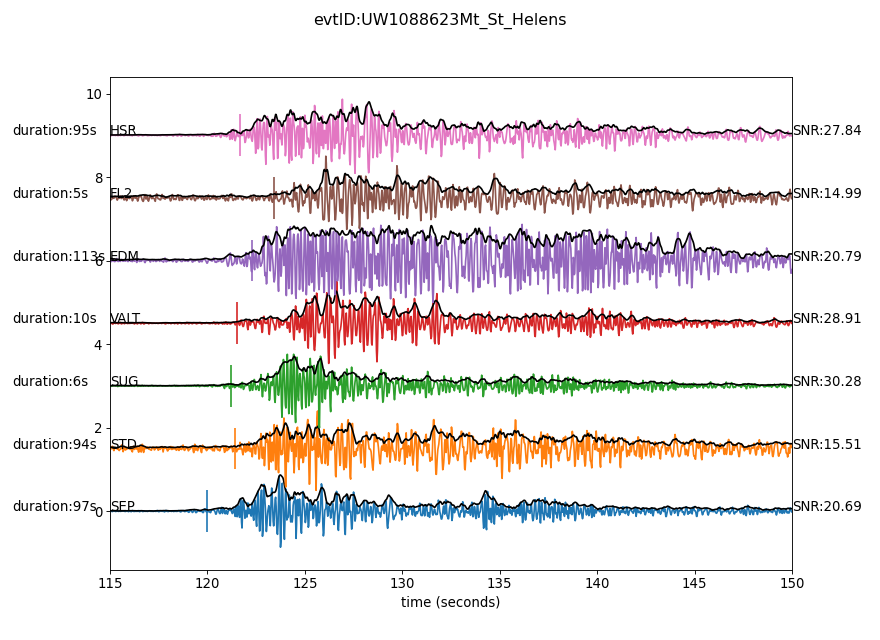 evtID:UW1088623Mt_St_Helens
10
duration:95s HSR SNR:27.84
8
duration:5s EL2 SNR:14.99
duration:113s EDM SNR:20.79
6
duration:10s VALT SNR:28.91
4
duration:6s SUG SNR:30.28
2
duration:94s STD SNR:15.51
duration:97s SEP SNR:20.69
0
115 120 125 130 135 140 145 150
time (seconds)